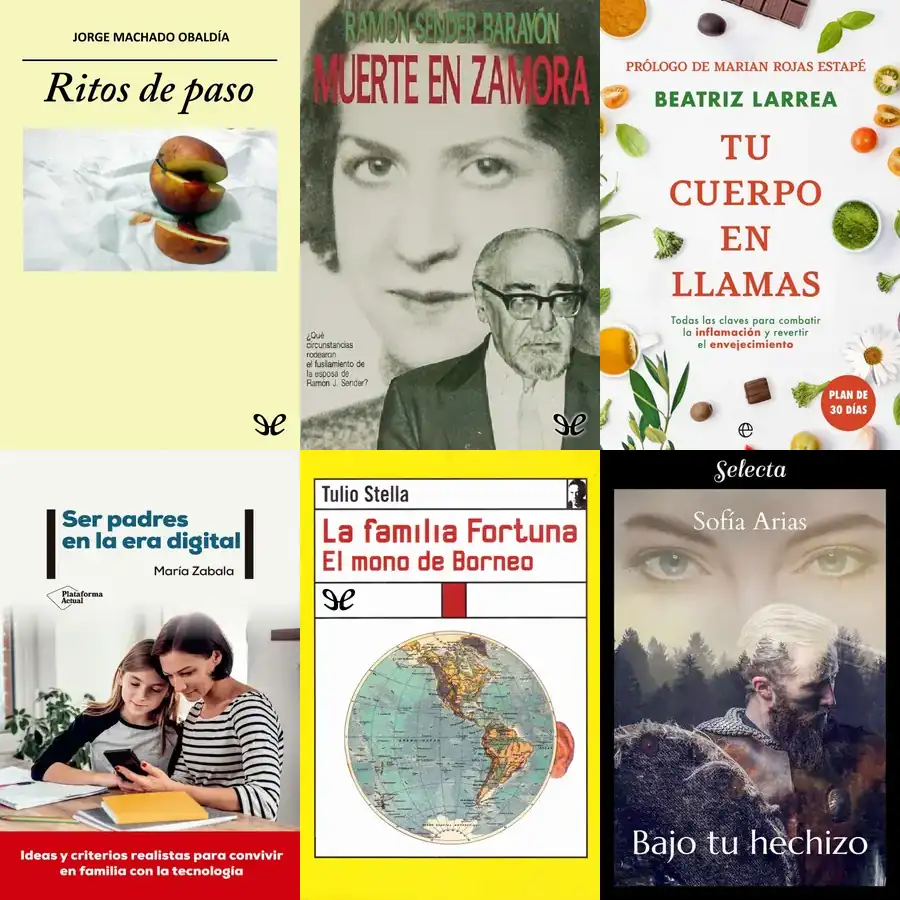 JORGE MACHADO OBALDÍA
Ritos de paso
RAMÓN SENDER BARAYÓN
MUERTE EN ZAMORA
¿Qué
circunstancias
rodearon
el fusilamiento de
la esposa de
Ramón J. Sender?
PRÓLOGO DE MARIAN ROJAS ESTAPÉ
BEATRIZ LARREA
TU
CUERPO
EN
LLAMAS
Todas las claves para combatir
la inflamación y revertir
el envejecimiento
PLAN DE
30 DÍAS
Ser padres
en la era digital
María Zabala
Plataforma
Actual
Ideas y criterios realistas para convivir
en familia con la tecnología
Tulio Stella
La familia Fortuna
El mono de Borneo
Selecta
Sofía Arias
Bajo tu hechizo